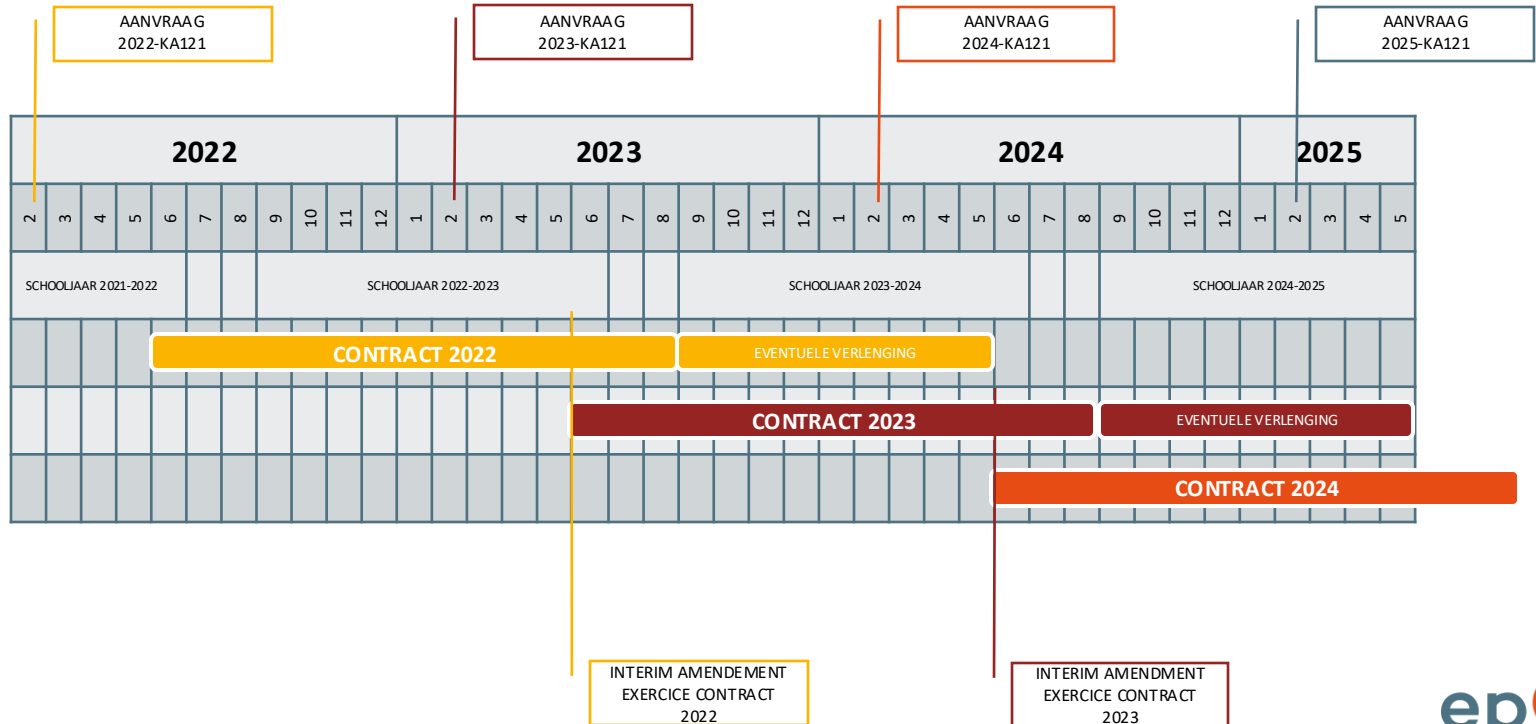 AANVRAAG
2022-KA121
AANVRAAG
2023-KA121
AANVRAAG
2024-KA121
AANVRAAG
2025-KA121
2022 2023 2024 2025
2 3 4 5 6 7 8 9 10 11 12 1 2 3 4 5 6 7 8 9 10 11 12 1 2 3 4 5 6 7 8 9 10 11 12 1 2 3 4 5
SCHOOLJAAR 2021-2022 SCHOOLJAAR 2022-2023 SCHOOLJAAR 2023-2024 SCHOOLJAAR 2024-2025
CONTRACT 2022 EVENTUELE VERLENGING
CONTRACT 2023 EVENTUELE VERLENGING
CONTRACT 2024
INTERIM AMENDEMENT
EXERCICE CONTRACT
2022
INTERIM AMENDMENT
EXERCICE CONTRACT
2023
ep